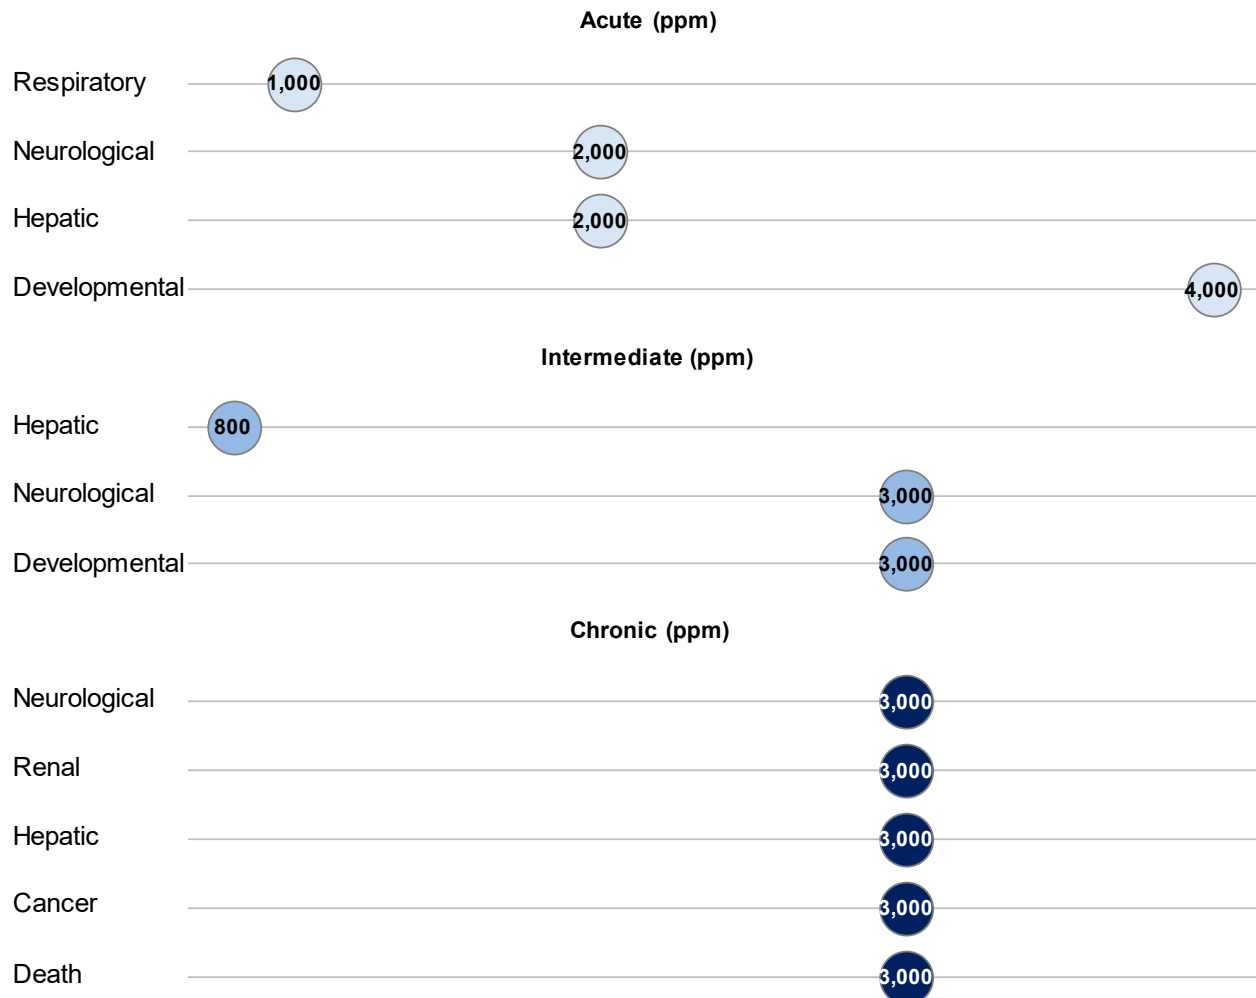 Acute (ppm)
Respiratory 1,000
Neurological 2,000
Hepatic 2,000
Developmental 4,000
Intermediate (ppm)
Hepatic 800
Neurological 3,000
Developmental 3,000
Chronic (ppm)
Neurological 3,000
Renal 3,000
Hepatic 3,000
Cancer 3,000
Death 3,000